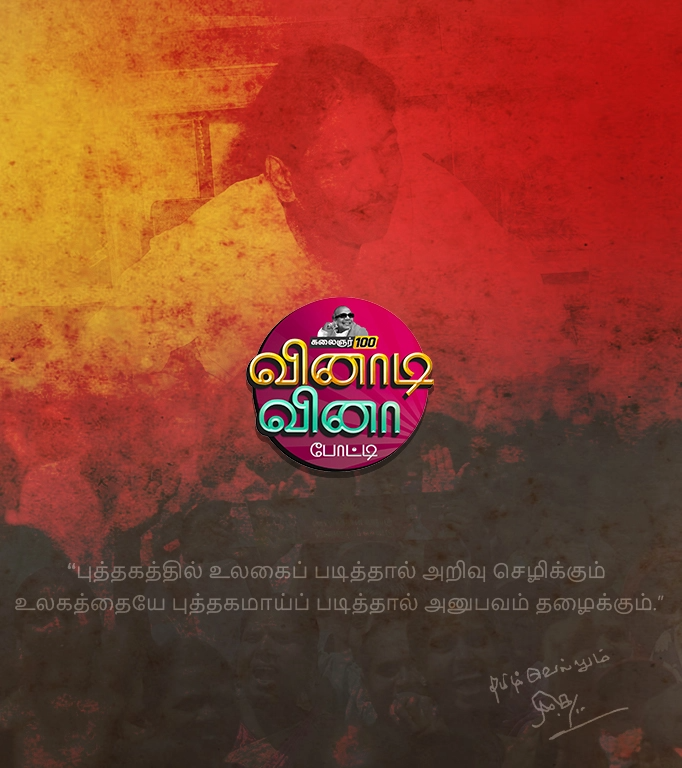 கலைஞர் 100
வினாடி
வினா
போட்டி
“புத்தகத்தில் உலகைப் படித்தால் அறிவு செழிக்கும்
உலகத்தையே புத்தகமாய்ப் படித்தால் அனுபவம் தழைக்கும்.”
தமிழ் வெல்லும்